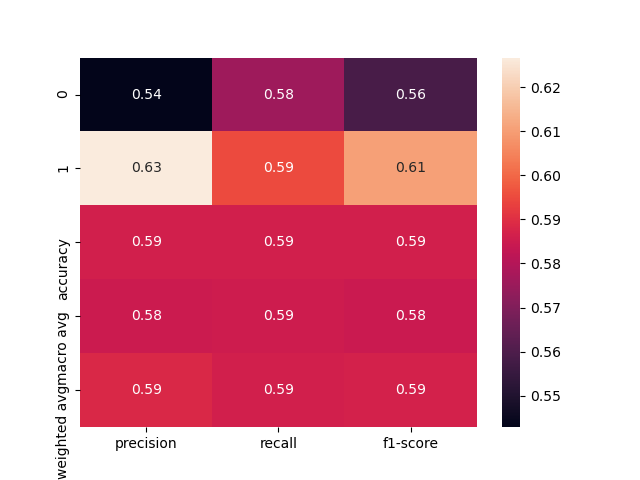 0 0.54 0.58 0.56
1 0.63 0.59 0.61
accuracy 0.59 0.59 0.59
macro avg 0.58 0.59 0.58
weighted avg 0.59 0.59 0.59
precision recall f1-score
0.62
0.61
0.60
0.59
0.58
0.57
0.56
0.55